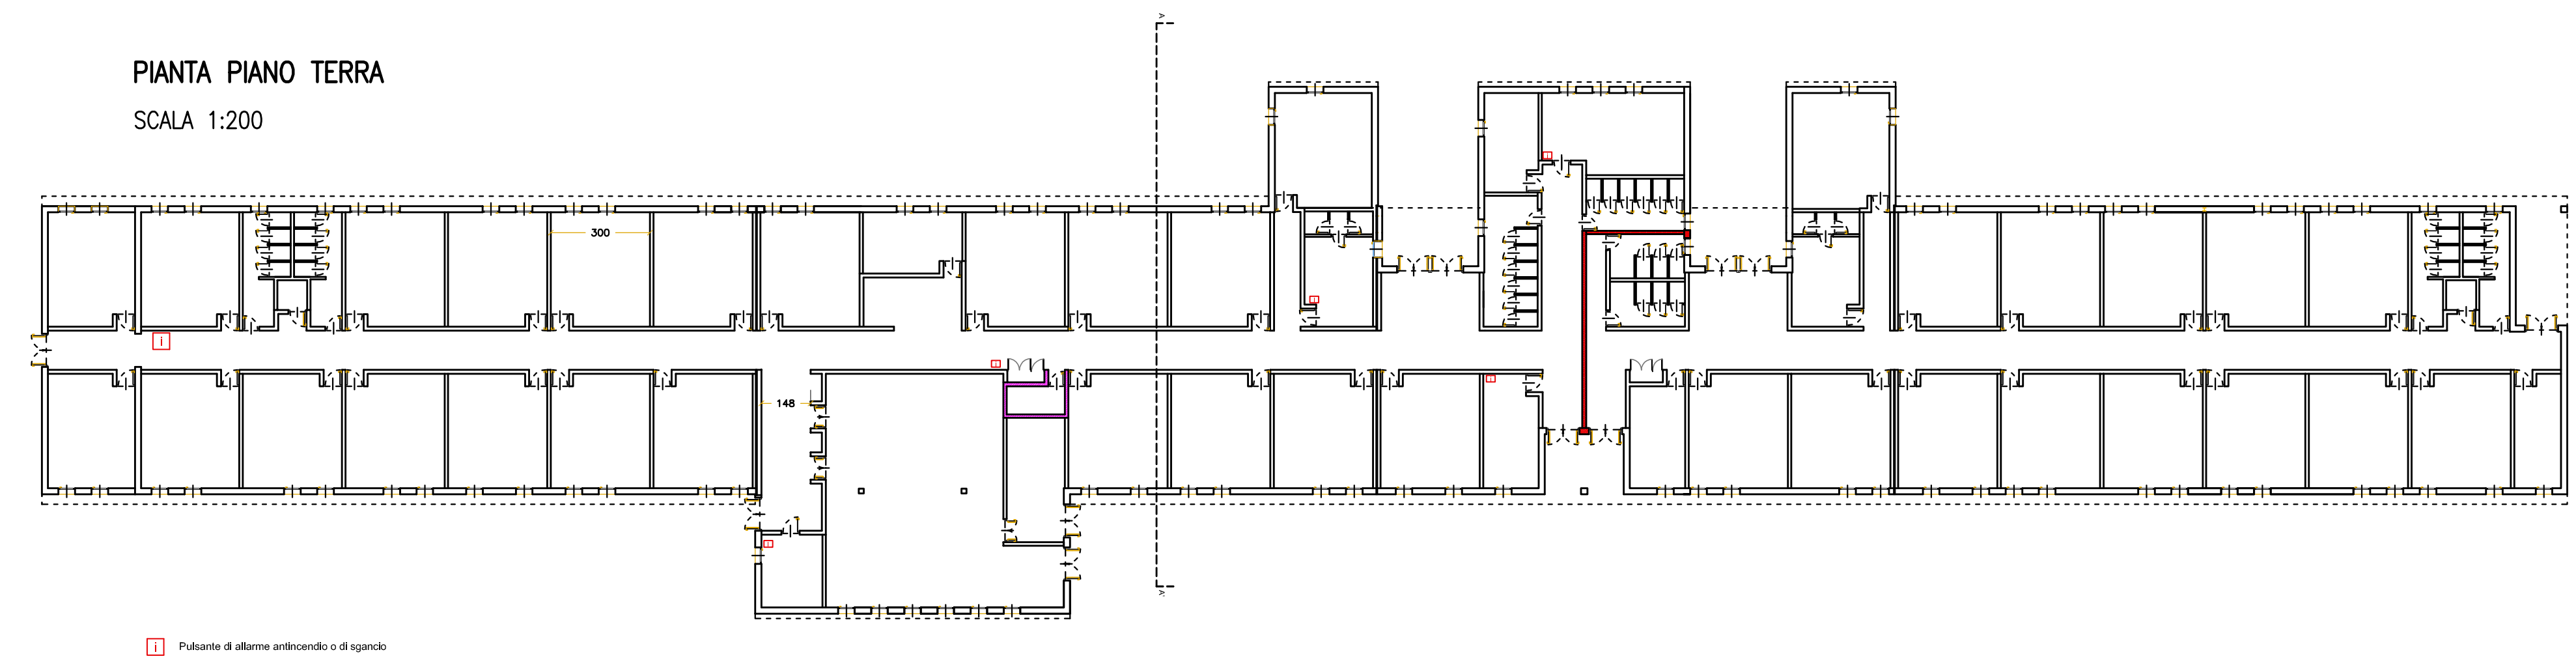 A
PIANTA PIANO TERRA
SCALA 1:200
300
i
i
i
i
i
148
i
A'
i Pulsante di allarme antincendio o di sgancio